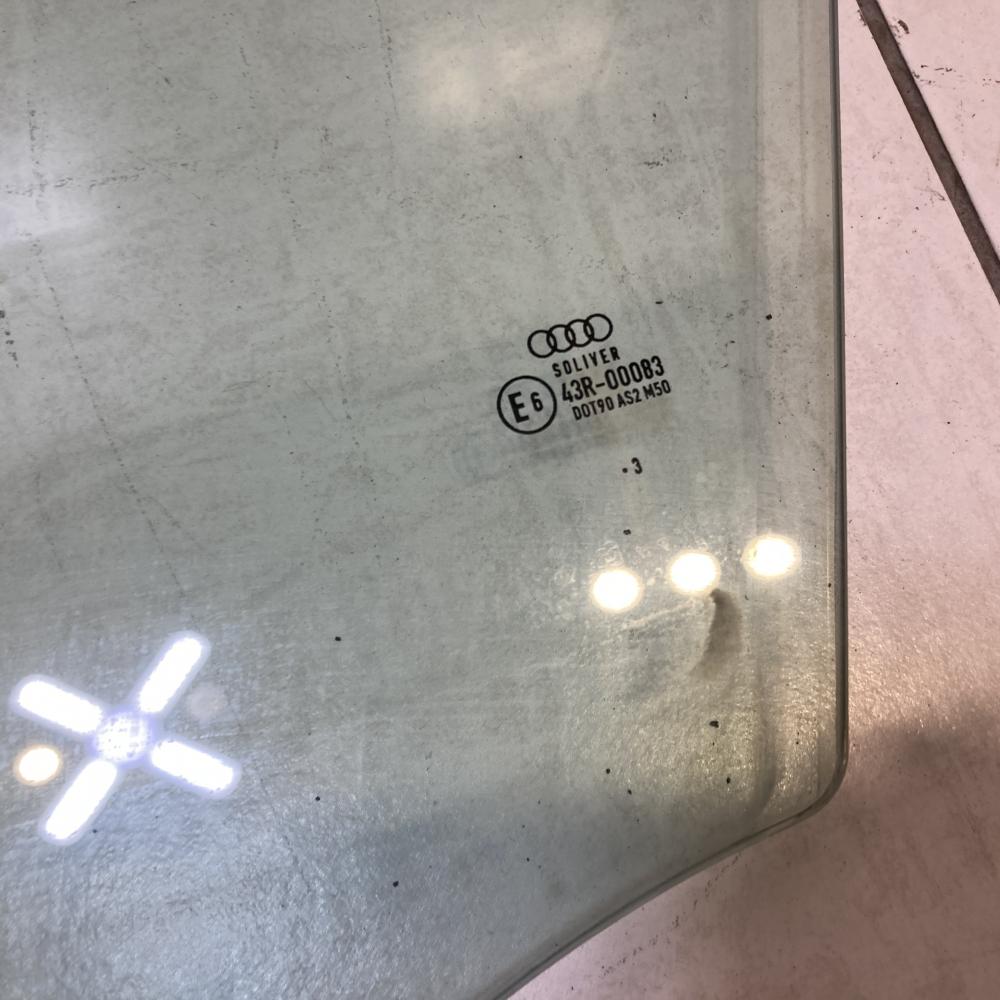 SOLIVER
E6 43R-00083
DOT90 AS2 M50
. 3